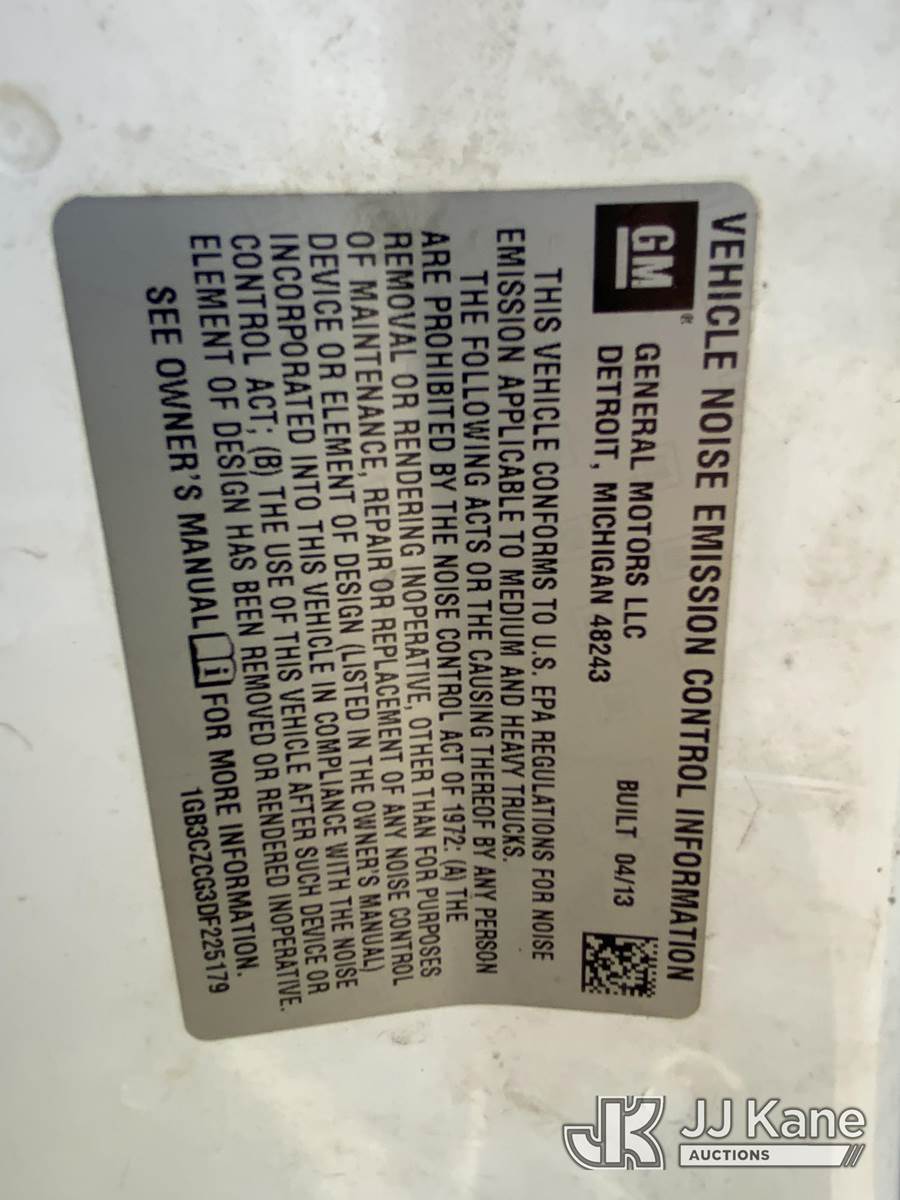 VEHICLE NOISE EMISSION CONTROL INFORMATION
GM®
GENERAL MOTORS LLC
DETROIT, MICHIGAN 48243
BUILT 04/13
THIS VEHICLE CONFORMS TO U.S. EPA REGULATIONS FOR NOISE
EMISSION APPLICABLE TO MEDIUM AND HEAVY TRUCKS.
THE FOLLOWING ACTS OR THE CAUSING THEREOF BY ANY PERSON
ARE PROHIBITED BY THE NOISE CONTROL ACT OF 1972: (A) THE
REMOVAL OR RENDERING INOPERATIVE, OTHER THAN FOR PURPOSES
OF MAINTENANCE, REPAIR OR REPLACEMENT OF ANY NOISE CONTROL
DEVICE OR ELEMENT OF DESIGN (LISTED IN THE OWNER'S MANUAL)
INCORPORATED INTO THIS VEHICLE IN COMPLIANCE WITH THE NOISE
CONTROL ACT; (B) THE USE OF THIS VEHICLE AFTER SUCH DEVICE OR
ELEMENT OF DESIGN HAS BEEN REMOVED OR RENDERED INOPERATIVE.
SEE OWNER'S MANUAL i FOR MORE INFORMATION.
1GB3CZCG3DF225179
JK JJ Kane
AUCTIONS